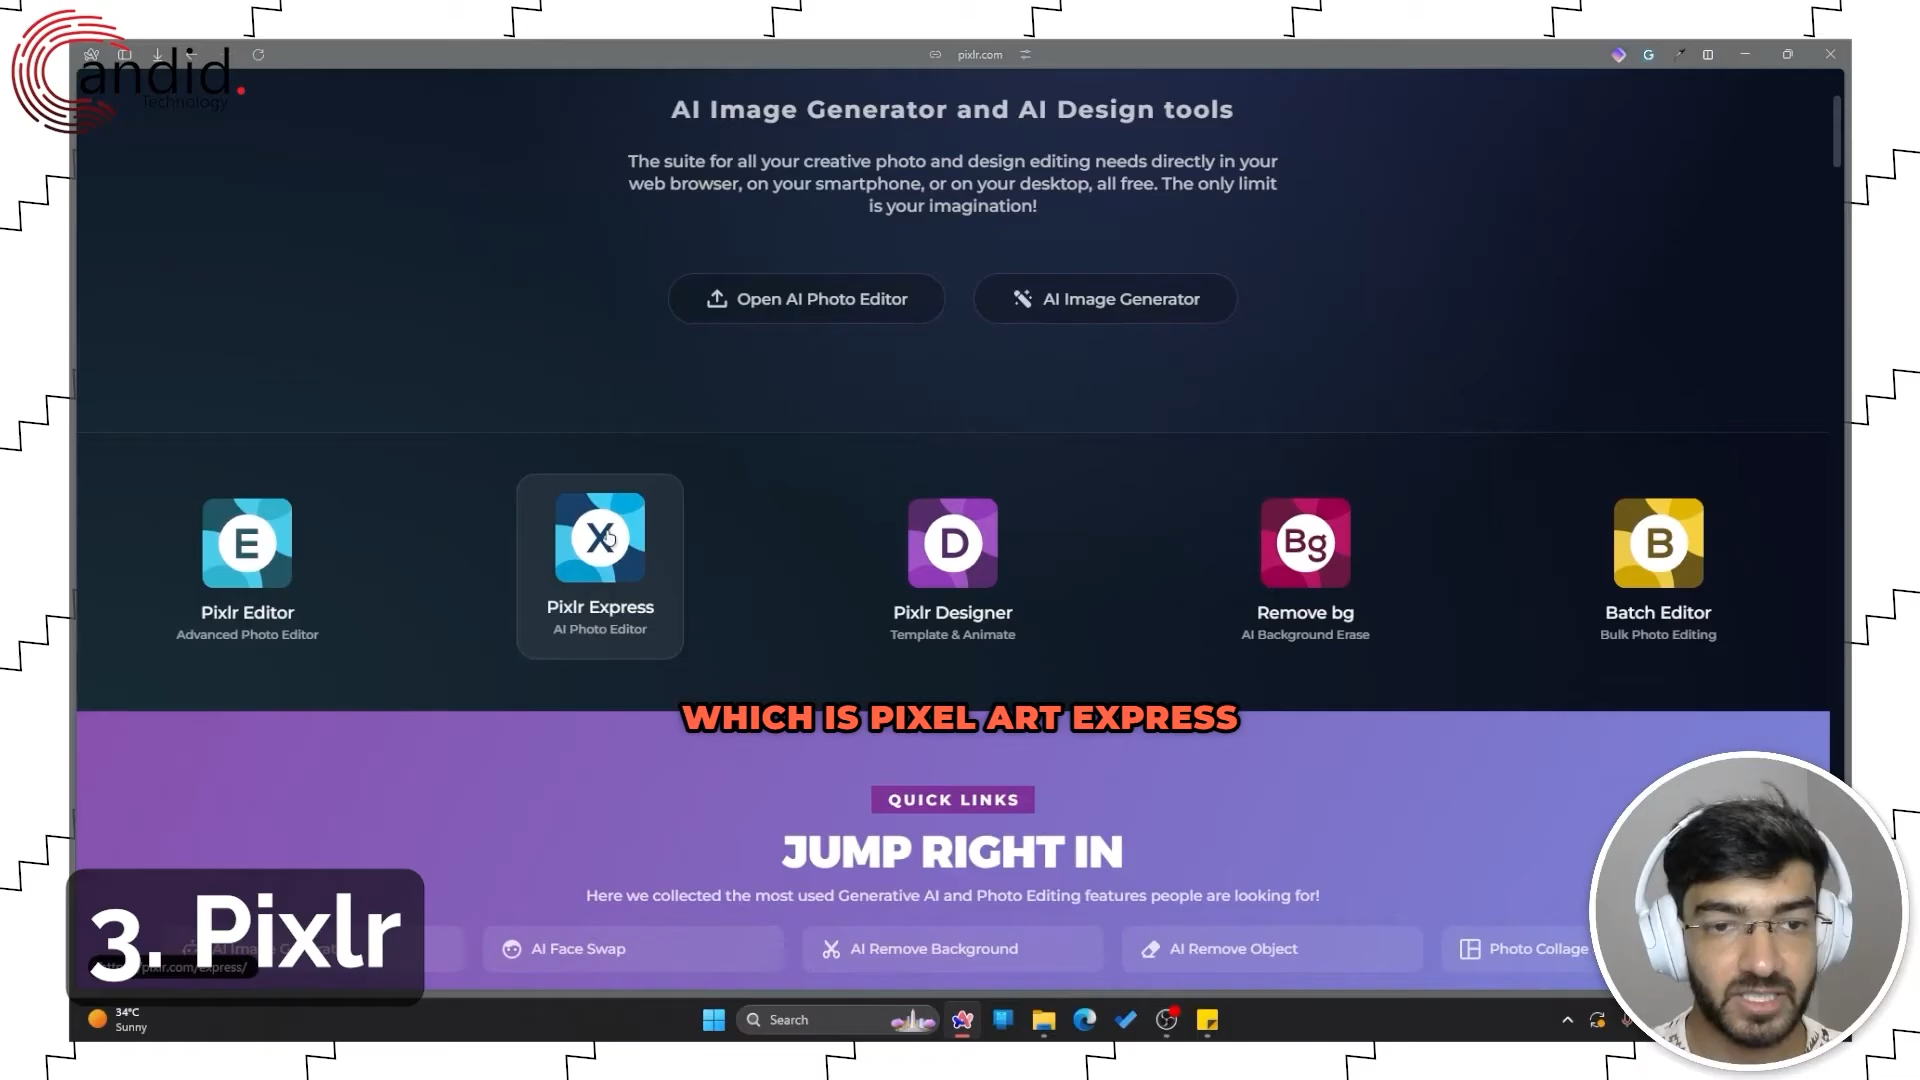 Candid.
Technology
pixlr.com
AI Image Generator and AI Design tools
The suite for all your creative photo and design editing needs directly in your
web browser, on your smartphone, or on your desktop, all free. The only limit
is your imagination!
Open AI Photo Editor
AI Image Generator
E
X
D
Bg
B
Pixlr Editor
Advanced Photo Editor
Pixlr Express
AI Photo Editor
Pixlr Designer
Template & Animate
Remove bg
AI Background Erase
Batch Editor
Bulk Photo Editing
WHICH IS PIXEL ART EXPRESS
QUICK LINKS
JUMP RIGHT IN
Here we collected the most used Generative AI and Photo Editing features people are looking for!
3. Pixlr
AI Face Swap
AI Remove Background
AI Remove Object
Photo Collage
pixlr.com/express/
34°C
Sunny
Search